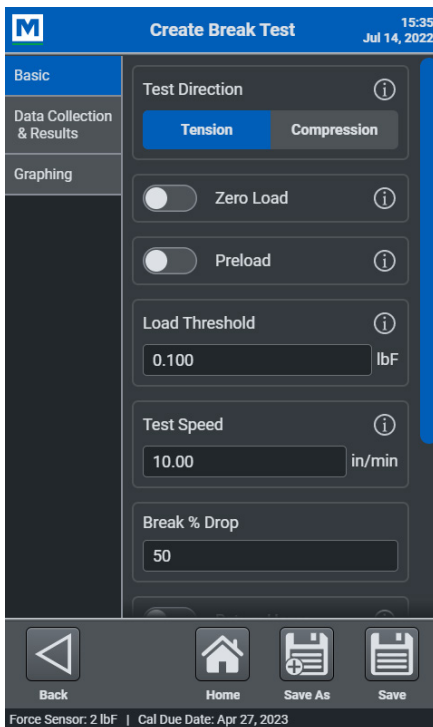 M
Create Break Test
15:35
Jul 14, 2022
Basic
Data Collection
& Results
Graphing
Test Direction
Tension
Compression
Zero Load
Preload
Load Threshold
0.100
lbF
Test Speed
10.00
in/min
Break % Drop
50
Back
Home
Save As
Save
Force Sensor: 2 lbF | Cal Due Date: Apr 27, 2023